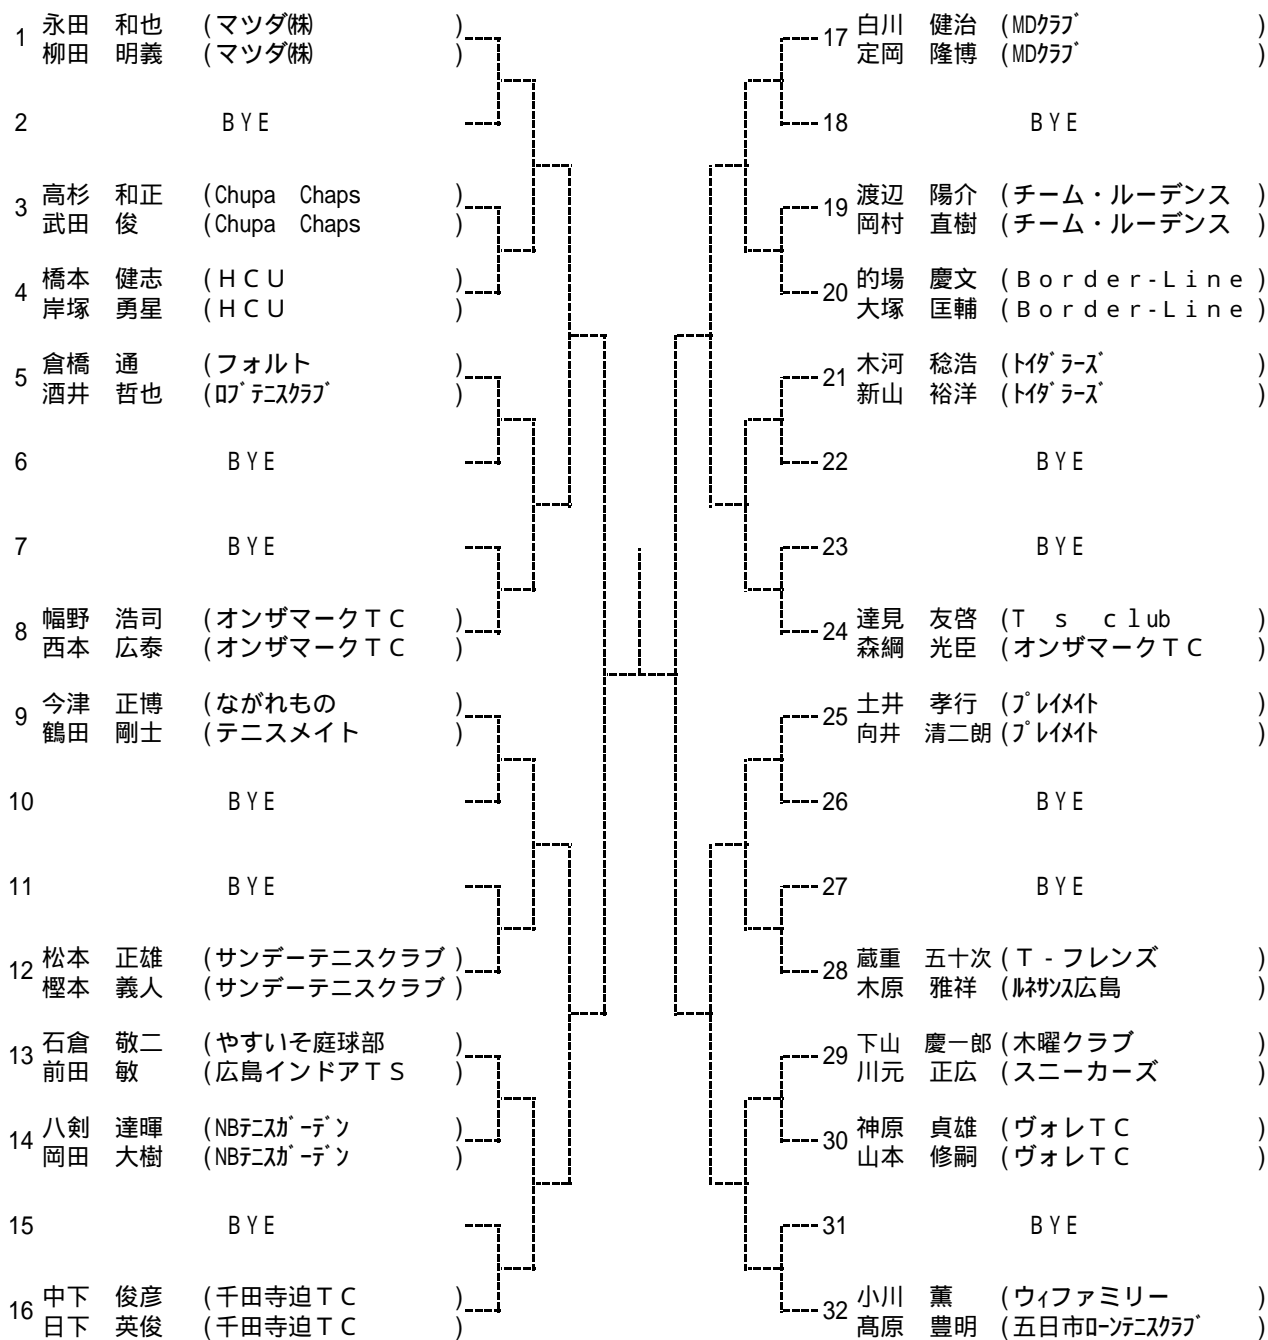 1 永田 和也 (マツダ㈱ )
柳田 明義 (マツダ㈱ )
2 BYE
3 高杉 和正 (Chupa Chaps )
武田 俊 (Chupa Chaps )
4 橋本 健志 (ＨＣＵ )
岸塚 勇星 (ＨＣＵ )
5 倉橋 通 (フォルト )
酒井 哲也 (ﾛﾌﾞﾃﾆｽｸﾗﾌﾞ )
6 BYE
7 BYE
8 幅野 浩司 (オンザマークＴＣ )
西本 広泰 (オンザマークＴＣ )
9 今津 正博 (ながれもの )
鶴田 剛士 (テニスメイト )
10 BYE
11 BYE
12 松本 正雄 (サンデーテニスクラブ )
樫本 義人 (サンデーテニスクラブ )
13 石倉 敬二 (やすいそ庭球部 )
前田 敏 (広島インドアＴＳ )
14 八剣 達暉 (NBﾃﾆｽｶﾞｰﾃﾞﾝ )
岡田 大樹 (NBﾃﾆｽｶﾞｰﾃﾞﾝ )
15 BYE
16 中下 俊彦 (千田寺迫ＴＣ )
日下 英俊 (千田寺迫ＴＣ )
17 白川 健治 (MDｸﾗﾌﾞ )
定岡 隆博 (MDｸﾗﾌﾞ )
18 BYE
19 渡辺 陽介 (チーム・ルーデンス )
岡村 直樹 (チーム・ルーデンス )
20 的場 慶文 (Ｂｏｒｄｅｒ-Ｌｉｎｅ )
大塚 匡輔 (Ｂｏｒｄｅｒ-Ｌｉｎｅ )
21 木河 稔浩 (ﾄｲﾀﾞﾗｰｽﾞ )
新山 裕洋 (ﾄｲﾀﾞﾗｰｽﾞ )
22 BYE
23 BYE
24 達見 友啓 (Ｔ ｓ ｃｌub )
森綱 光臣 (オンザマークＴＣ )
25 土井 孝行 (ﾌﾟﾚｲﾒｲﾄ )
向井 清二朗 (ﾌﾟﾚｲﾒｲﾄ )
26 BYE
27 BYE
28 蔵重 五十次 (Ｔ-フレンズ )
木原 雅祥 (ﾙﾈｻﾝｽ広島 )
29 下山 慶一郎 (木曜クラブ )
川元 正広 (スニーカーズ )
30 神原 貞雄 (ヴォレＴＣ )
山本 修嗣 (ヴォレＴＣ )
31 BYE
32 小川 薫 (ウィファミリー )
髙原 豊明 (五日市ﾛｰﾝﾃﾆｽｸﾗﾌﾞ )